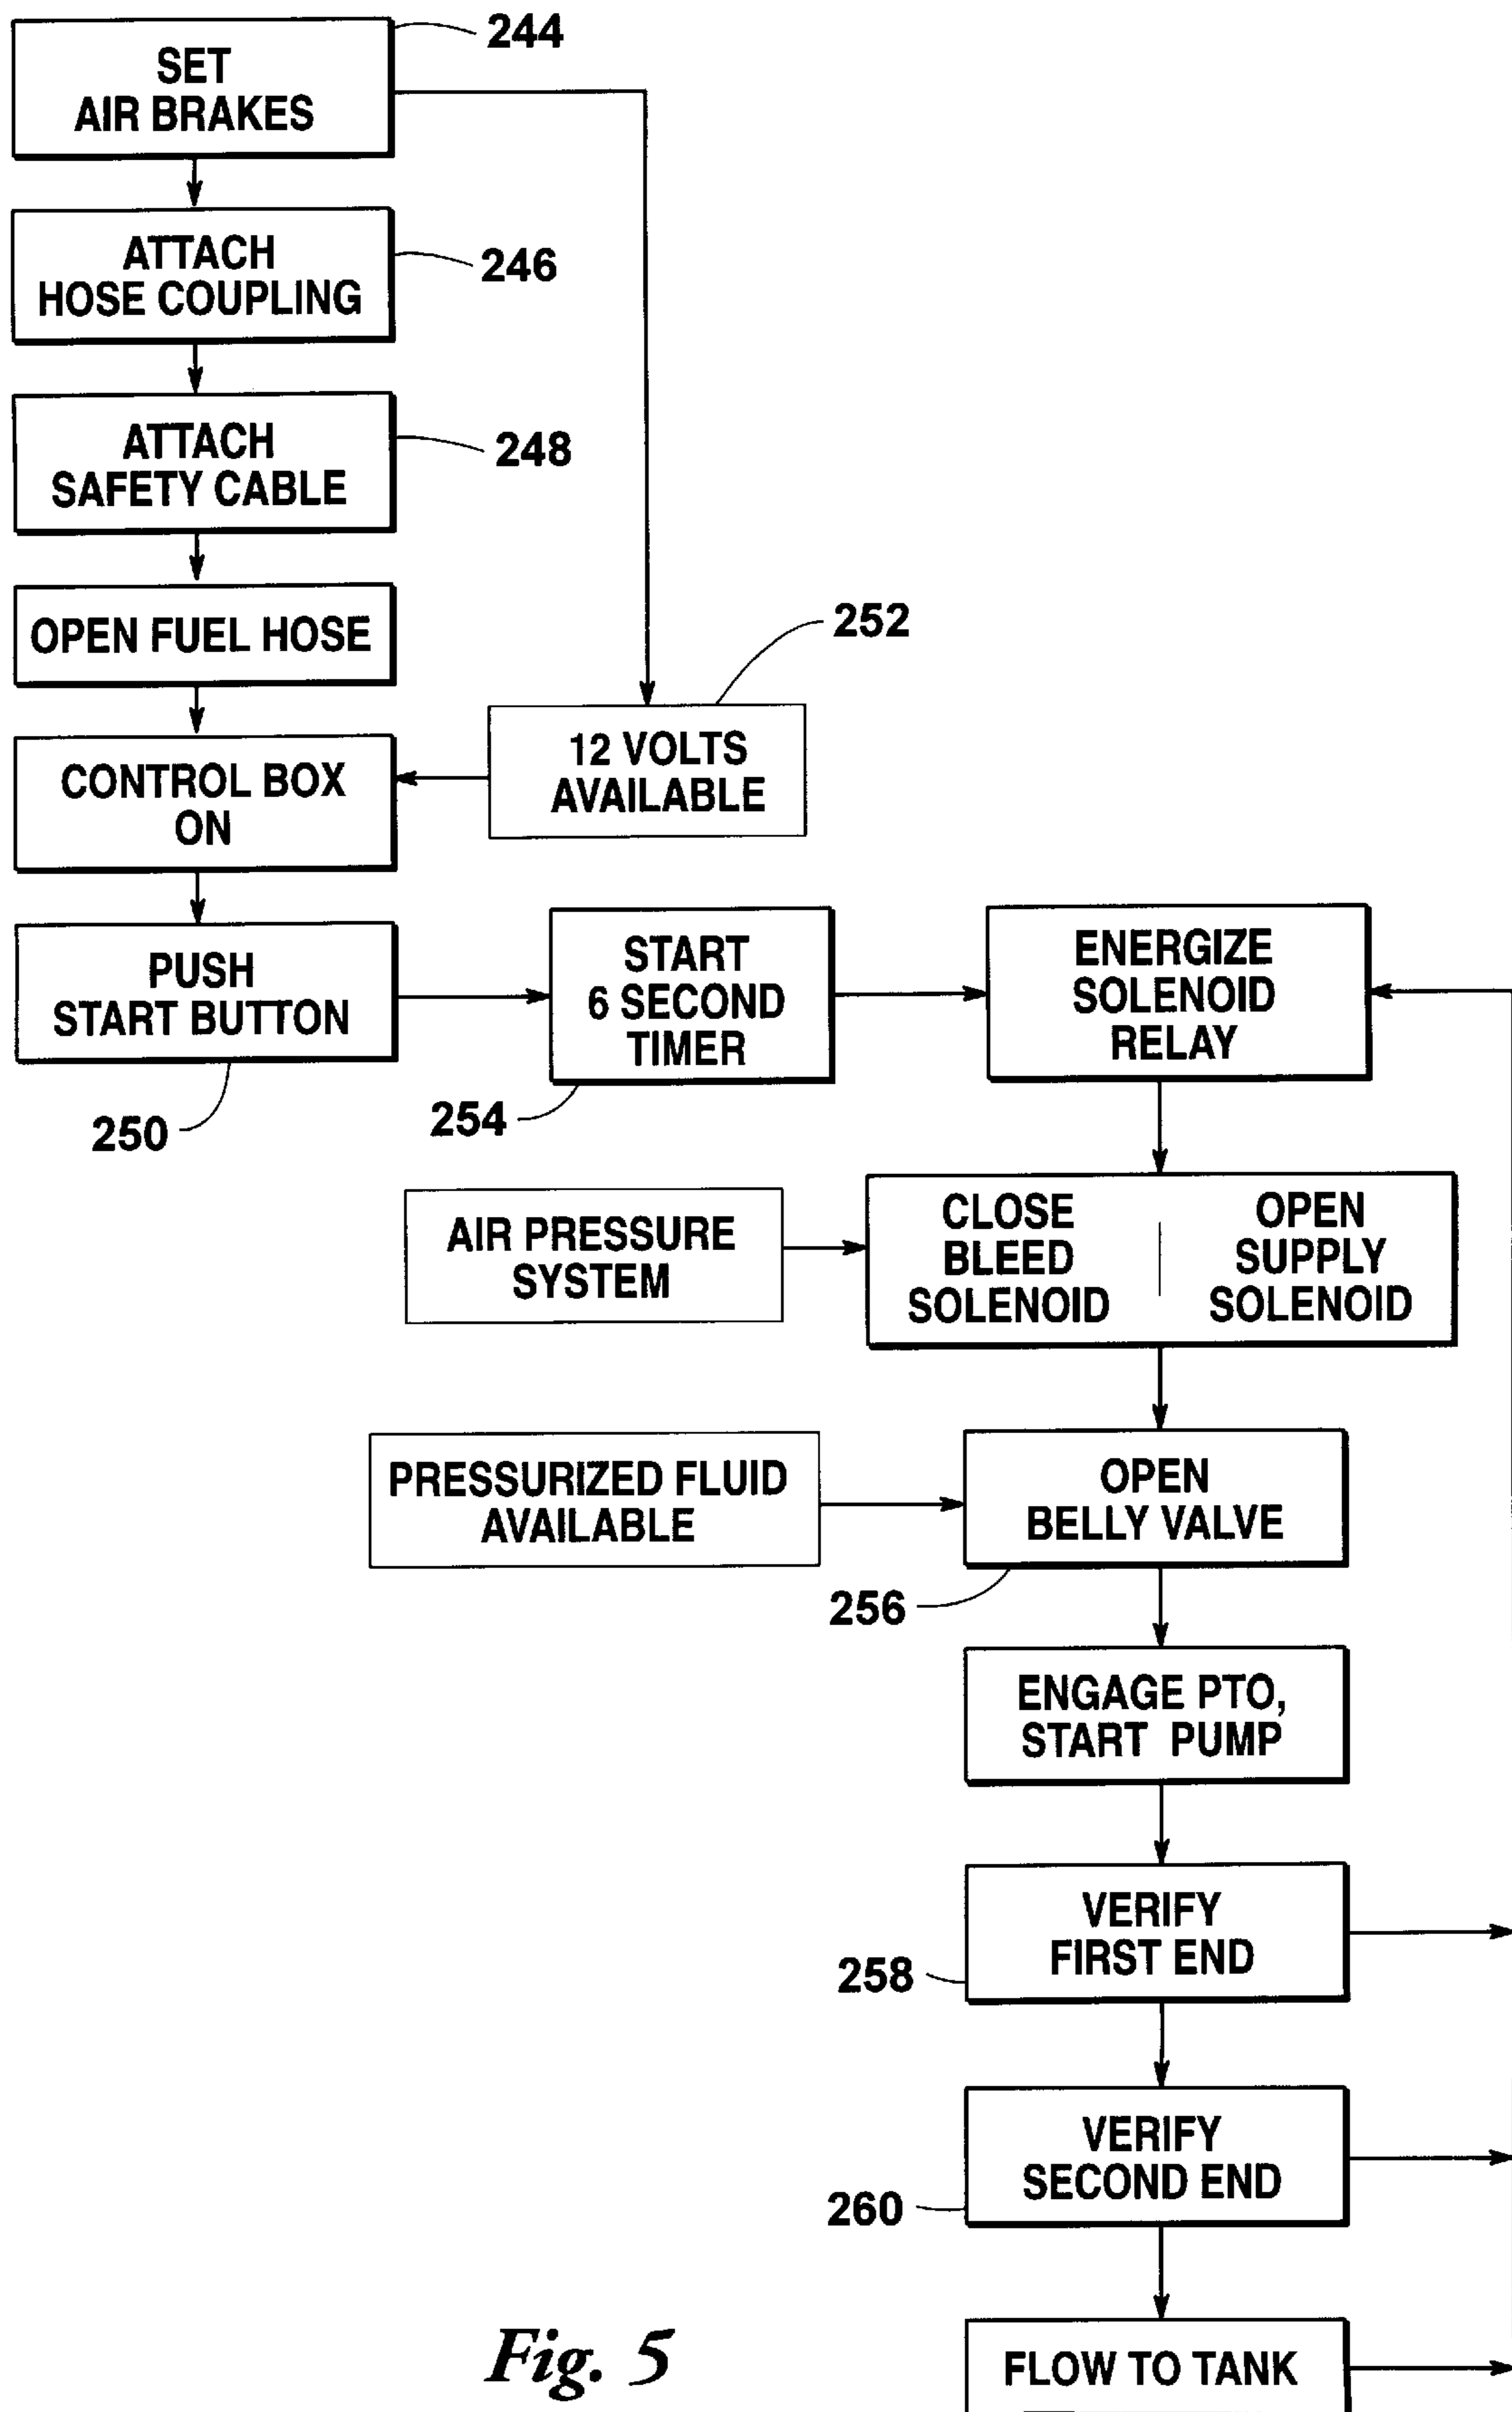 244
SET
AIR BRAKES
ATTACH
HOSE COUPLING
246
ATTACH
SAFETY CABLE
248
OPEN FUEL HOSE
252
CONTROL BOX
ON
12 VOLTS
AVAILABLE
PUSH
START BUTTON
START
6 SECOND
TIMER
ENERGIZE
SOLENOID
RELAY
250
254
AIR PRESSURE
SYSTEM
CLOSE
BLEED
SOLENOID
OPEN
SUPPLY
SOLENOID
PRESSURIZED FLUID
AVAILABLE
OPEN
BELLY VALVE
256
ENGAGE PTO,
START PUMP
VERIFY
FIRST END
258
VERIFY
SECOND END
260
FLOW TO TANK
Fig. 5